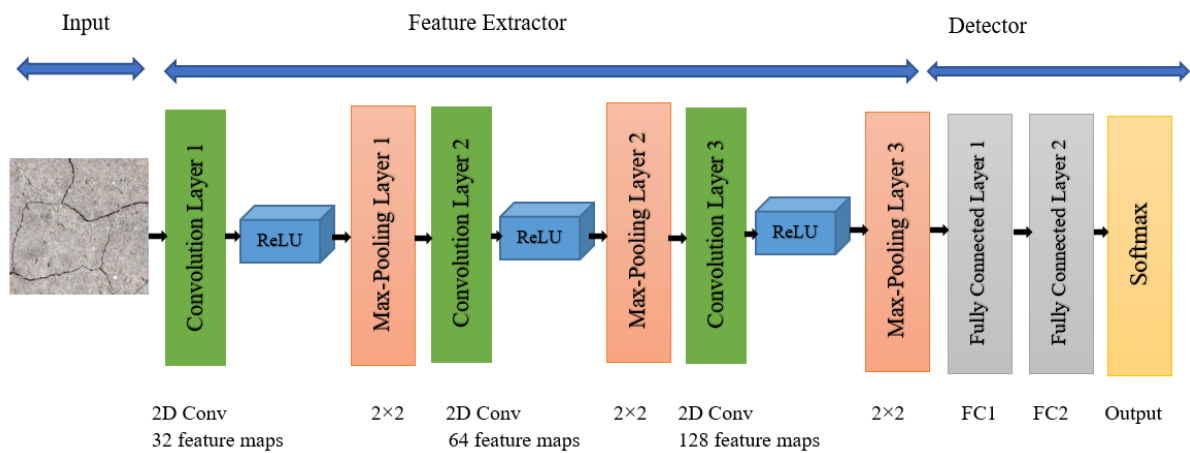 Input
Feature Extractor
Detector
Convolution Layer 1
ReLU
Max-Pooling Layer 1
Convolution Layer 2
ReLU
Max-Pooling Layer 2
Convolution Layer 3
ReLU
Max-Pooling Layer 3
Fully Connected Layer 1
Fully Connected Layer 2
Softmax
2D Conv
32 feature maps
2×2
2D Conv
64 feature maps
2×2
2D Conv
128 feature maps
2×2
FC1
FC2
Output